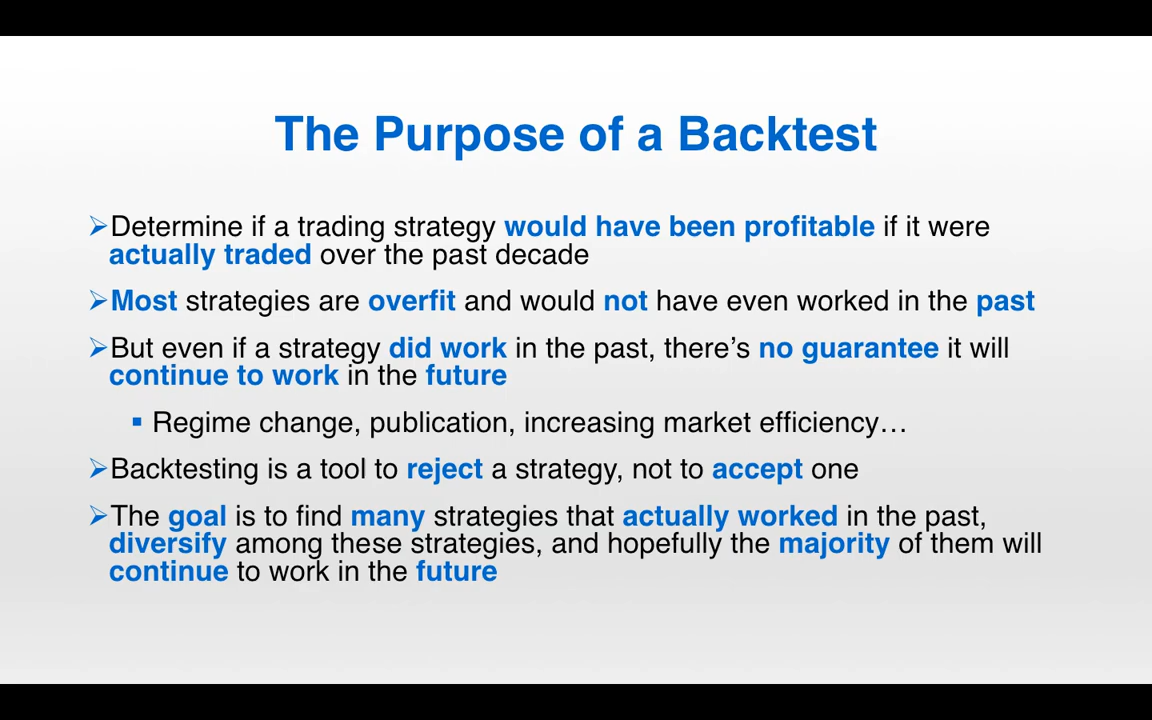 The Purpose of a Backtest
➢Determine if a trading strategy would have been profitable if it were
actually traded over the past decade
➢Most strategies are overfit and would not have even worked in the past
➢But even if a strategy did work in the past, there’s no guarantee it will
continue to work in the future
▪ Regime change, publication, increasing market efficiency…
➢Backtesting is a tool to reject a strategy, not to accept one
➢The goal is to find many strategies that actually worked in the past,
diversify among these strategies, and hopefully the majority of them will
continue to work in the future